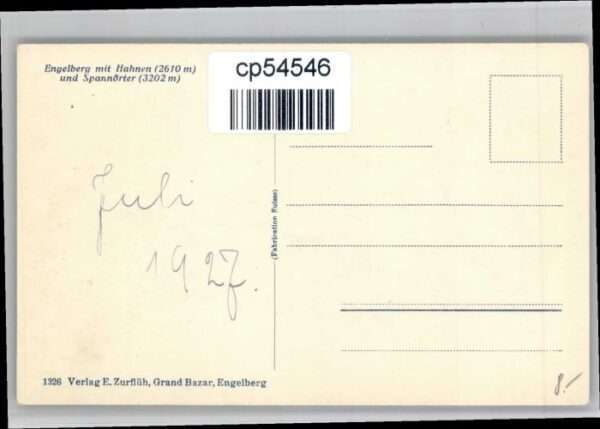 Engelberg mit Hahnen (2610 m)
und Spannörter (3202 m)
cp54546
Juli
1927.
(Fabrication Suisse)
1326 Verlag E. Zurflüh, Grand Bazar, Engelberg
8.-